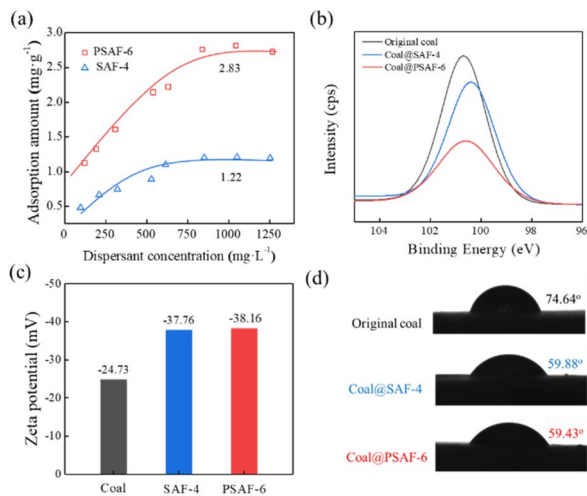 (a)
3.0
2.5
2.0
1.5
1.0
0.5
0.0
Adsorption amount (mg·g⁻¹)
PSAF-6
SAF-4
2.83
1.22
0 250 500 750 1000 1250
Dispersant concentration (mg·L⁻¹)
(b)
Intensity (cps)
Original coal
Coal@SAF-4
Coal@PSAF-6
104 102 100 98 96
Binding Energy (eV)
(c)
-50
-40
-30
-20
-10
0
Zeta potential (mV)
-24.73
-37.76
-38.16
Coal SAF-4 PSAF-6
(d)
Original coal
74.64°
Coal@SAF-4
59.88°
Coal@PSAF-6
59.43°